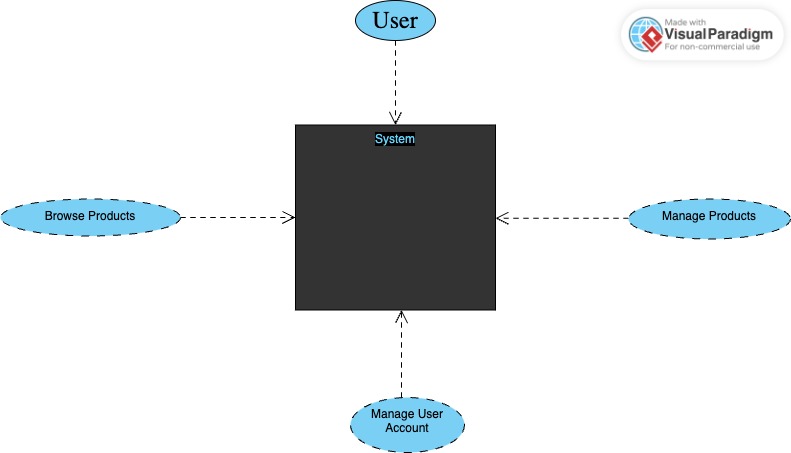 User
Made with
Visual Paradigm
For non-commercial use
System
Browse Products
Manage Products
Manage User
Account